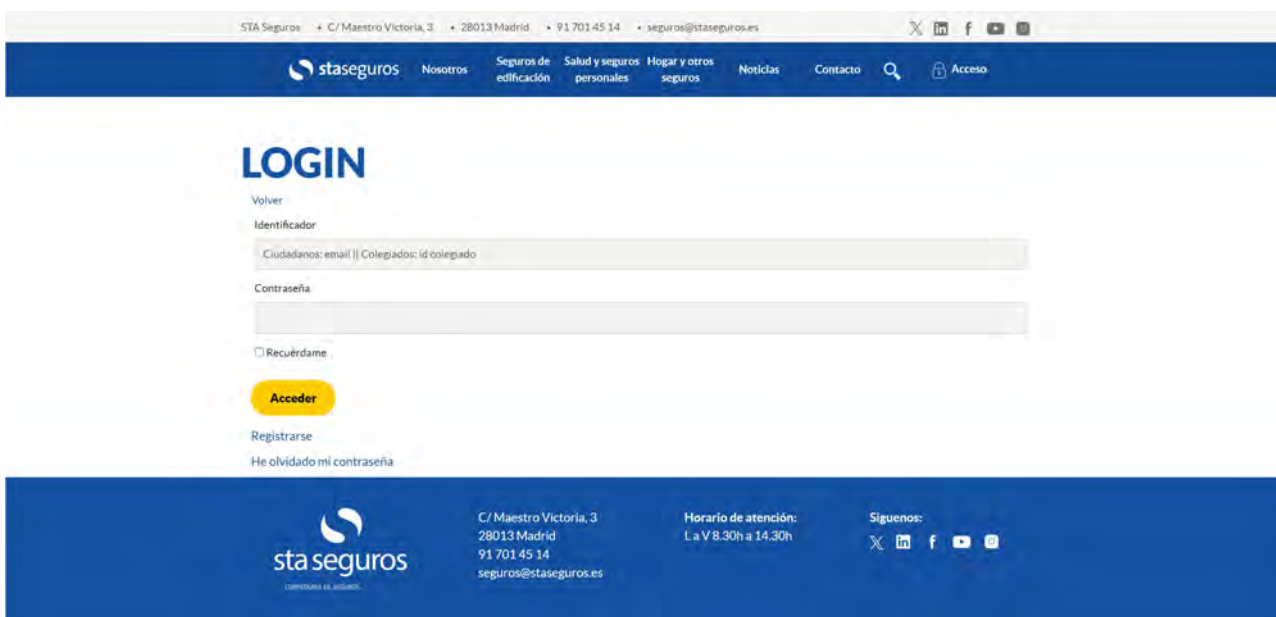 STA Seguros • C/ Maestro Victoria, 3 • 28013 Madrid • 91 701 45 14 • seguros@staseguros.es
staseguros Nosotros Seguros de edificación Salud y seguros personales Hogar y otros seguros Noticias Contacto Acceso
LOGIN
Volver
Identificador
Ciudadanos: email || Colegiados: id colegiado
Contraseña
Recuérdame
Acceder
Registrarse
He olvidado mi contraseña
sta seguros
C/ Maestro Victoria, 3
28013 Madrid
91 701 45 14
seguros@staseguros.es
Horario de atención:
L a V 8.30h a 14.30h
Síguenos: